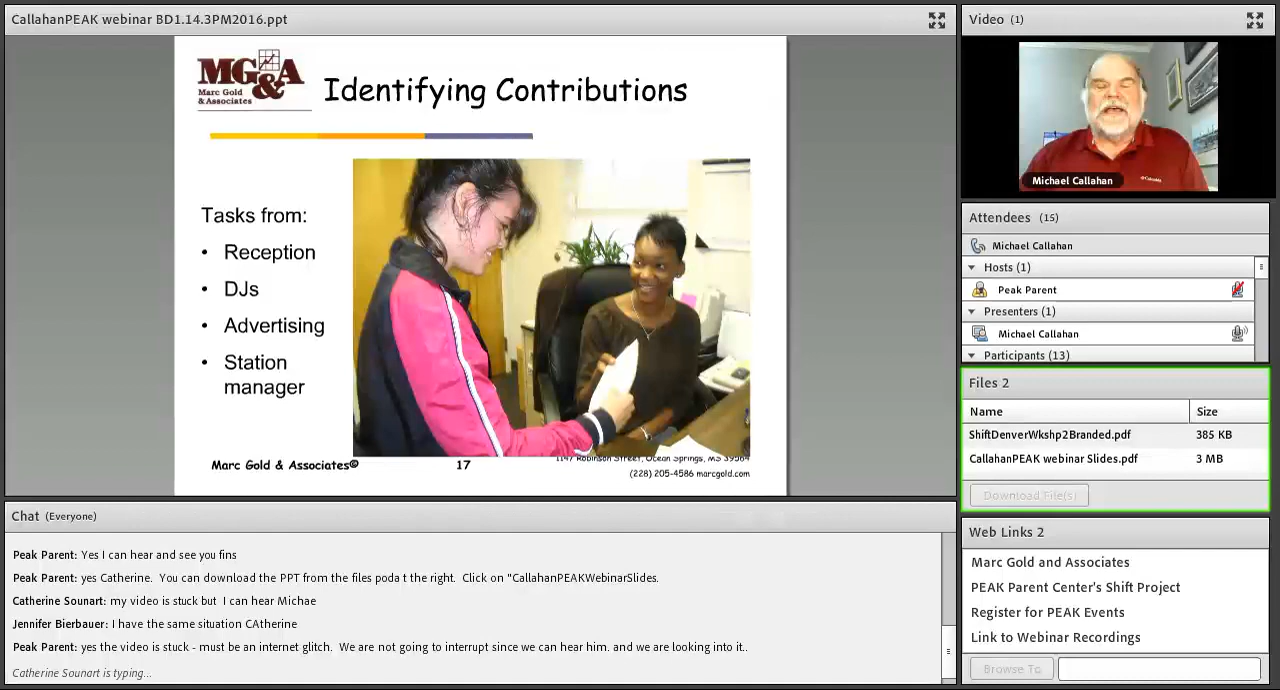 CallahanPEAK webinar BD1.14.3PM2016.ppt
MG&A
Marc Gold
& Associates
Identifying Contributions
Tasks from:
• Reception
• DJs
• Advertising
• Station
manager
Marc Gold & Associates©
17
1147 Robinson Street, Ocean Springs, MS 39564
(228) 205-4586 marcgold.com
Chat (Everyone)
Peak Parent: Yes I can hear and see you fins
Peak Parent: yes Catherine. You can download the PPT from the files poda t the right. Click on "CallahanPEAKWebinarSlides.
Catherine Sounart: my video is stuck but I can hear Michae
Jennifer Bierbauer: I have the same situation CAtherine
Peak Parent: yes the video is stuck - must be an internet glitch. We are not going to interrupt since we can hear him. and we are looking into it..
Catherine Sounart is typing...
Video (1)
Michael Callahan
Attendees (15)
Michael Callahan
Hosts (1)
Peak Parent
Presenters (1)
Michael Callahan
Participants (13)
Files 2
Name Size
ShiftDenverWkshp2Branded.pdf 385 KB
CallahanPEAK webinar Slides.pdf 3 MB
Download File(s)
Web Links 2
Marc Gold and Associates
PEAK Parent Center's Shift Project
Register for PEAK Events
Link to Webinar Recordings
Browse To